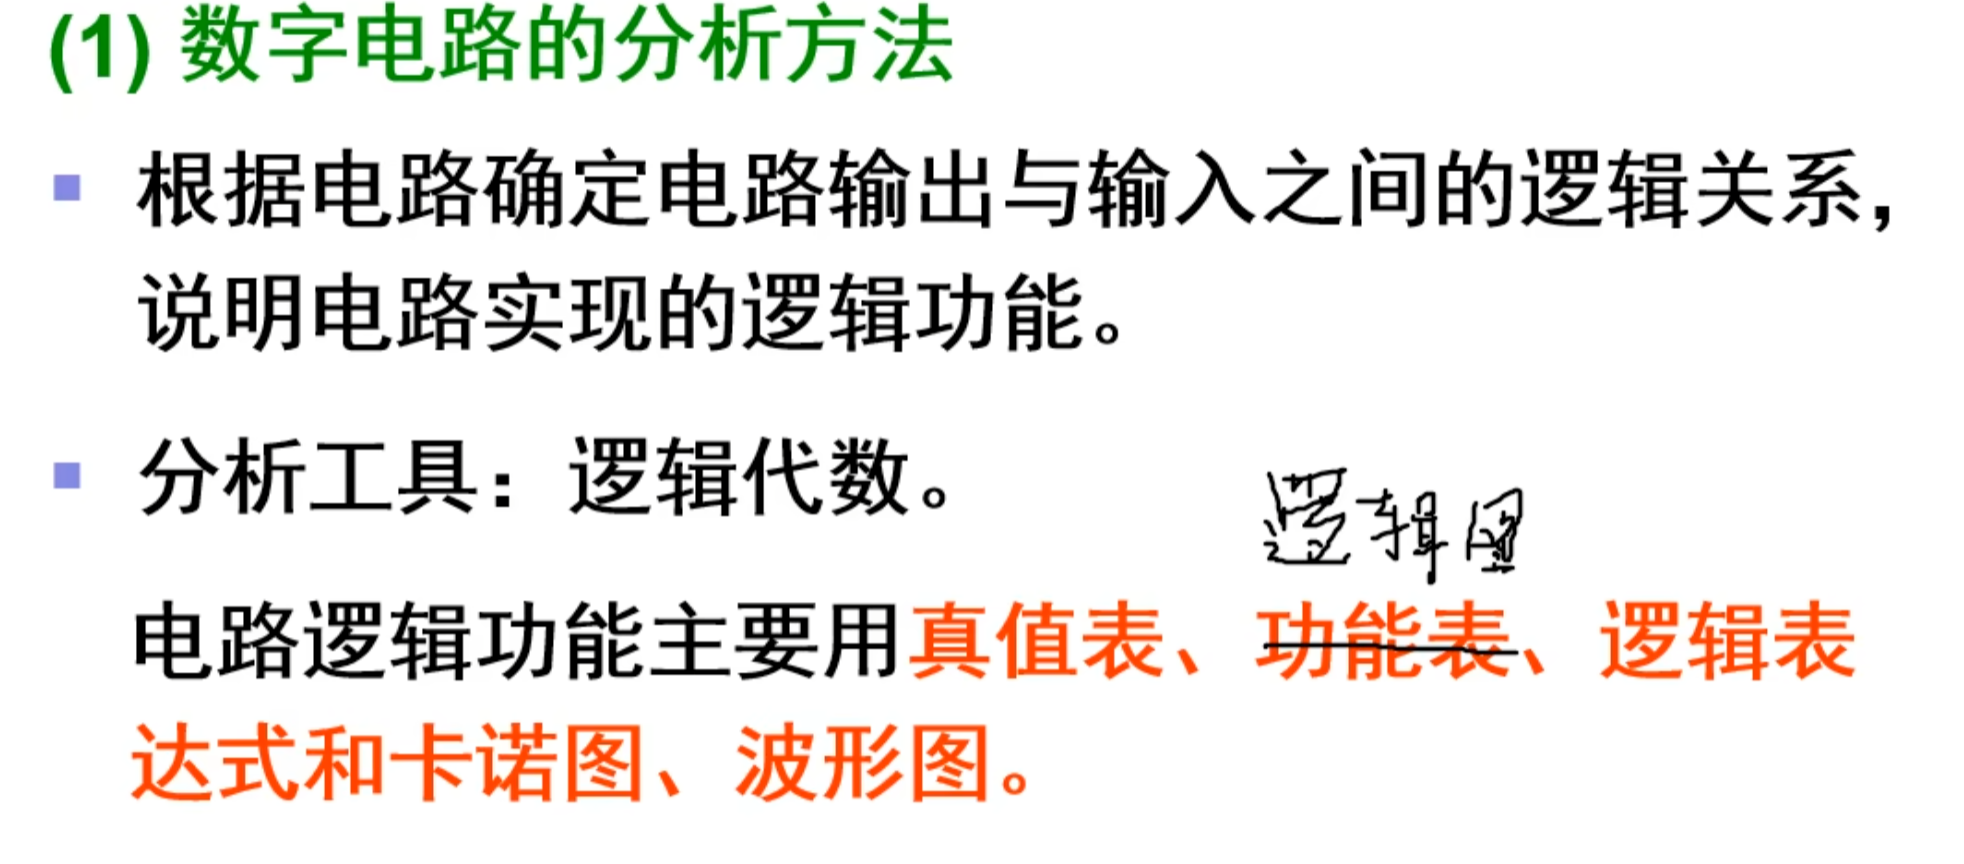 (1) 数字电路的分析方法
根据电路确定电路输出与输入之间的逻辑关系，
说明电路实现的逻辑功能。
分析工具：逻辑代数。
逻辑图
电路逻辑功能主要用真值表、功能表、逻辑表
达式和卡诺图、波形图。